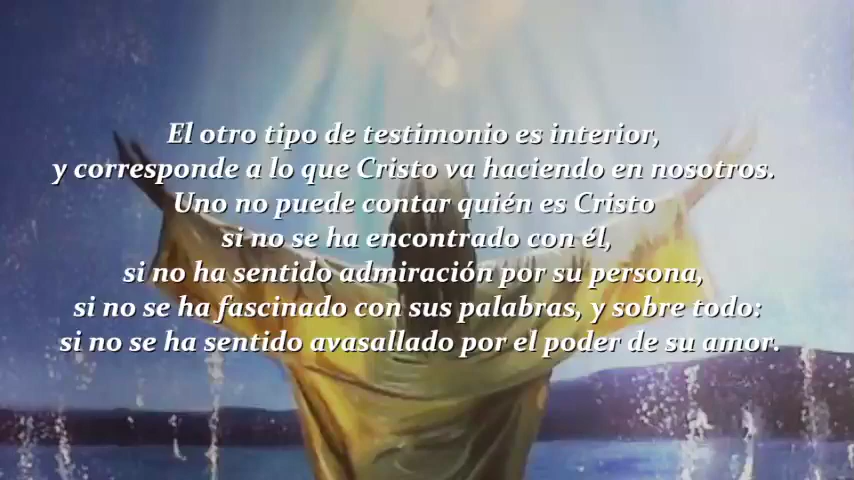 El otro tipo de testimonio es interior,
y corresponde a lo que Cristo va haciendo en nosotros.
Uno no puede contar quién es Cristo
si no se ha encontrado con él,
si no ha sentido admiración por su persona,
si no se ha fascinado con sus palabras, y sobre todo:
si no se ha sentido avasallado por el poder de su amor.